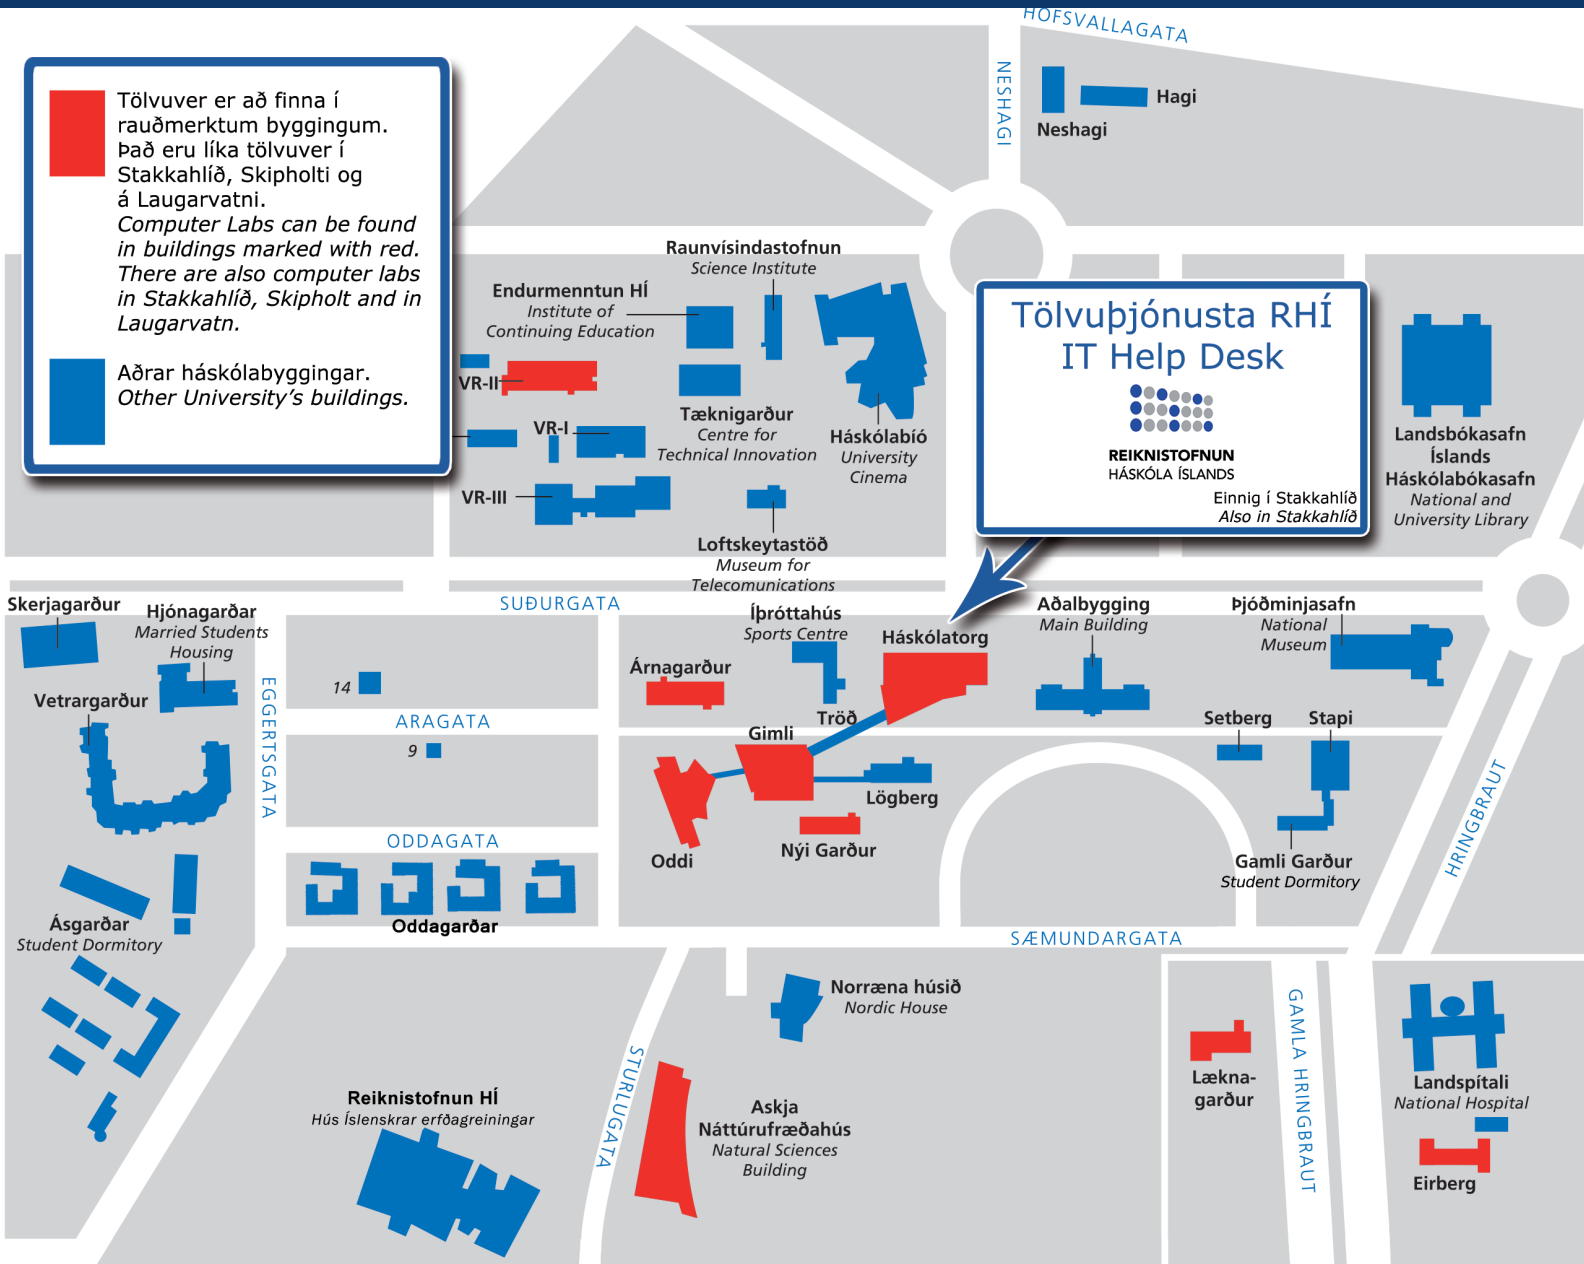 HOFSVALLAGATA
NESHAGI
Hagi
Neshagi
Tölvuver er að finna í
rauðmerktum byggingum.
Það eru líka tölvuver í
Stakkahlíð, Skipholti og
á Laugarvatni.
Computer Labs can be found
in buildings marked with red.
There are also computer labs
in Stakkahlíð, Skipholt and in
Laugarvatn.
Aðrar háskólabyggingar.
Other University's buildings.
Raunvísindastofnun
Science Institute
Endurmenntun HÍ
Institute of
Continuing Education
VR-II
VR-I
VR-III
Tæknigarður
Centre for
Technical Innovation
Háskólabíó
University
Cinema
Loftskeytastöð
Museum for
Telecomunications
Tölvuþjónusta RHÍ
IT Help Desk
REIKNISTOFNUN
HÁSKÓLA ÍSLANDS
Einnig í Stakkahlíð
Also in Stakkahlíð
Landsbókasafn
Íslands
Háskólabókasafn
National and
University Library
SUÐURGATA
Skerjagarður
Hjónagarðar
Married Students
Housing
Vetrargarður
EGGERTSGATA
14
ARAGATA
9
ODDAGATA
Oddagarðar
Ásgarðar
Student Dormitory
Íþróttahús
Sports Centre
Háskólatorg
Árnagarður
Tröð
Gimli
Lögberg
Oddi
Nýi Garður
Aðalbygging
Main Building
Þjóðminjasafn
National
Museum
Setberg
Stapi
Gamli Garður
Student Dormitory
HRINGBRAUT
SÆMUNDARGATA
Norræna húsið
Nordic House
STURLUGATA
Reiknistofnun HÍ
Hús Íslenskrar erfðagreiningar
Askja
Náttúrufræðahús
Natural Sciences
Building
Lækna-
garður
GAMLA HRINGBRAUT
Landspítali
National Hospital
Eirberg